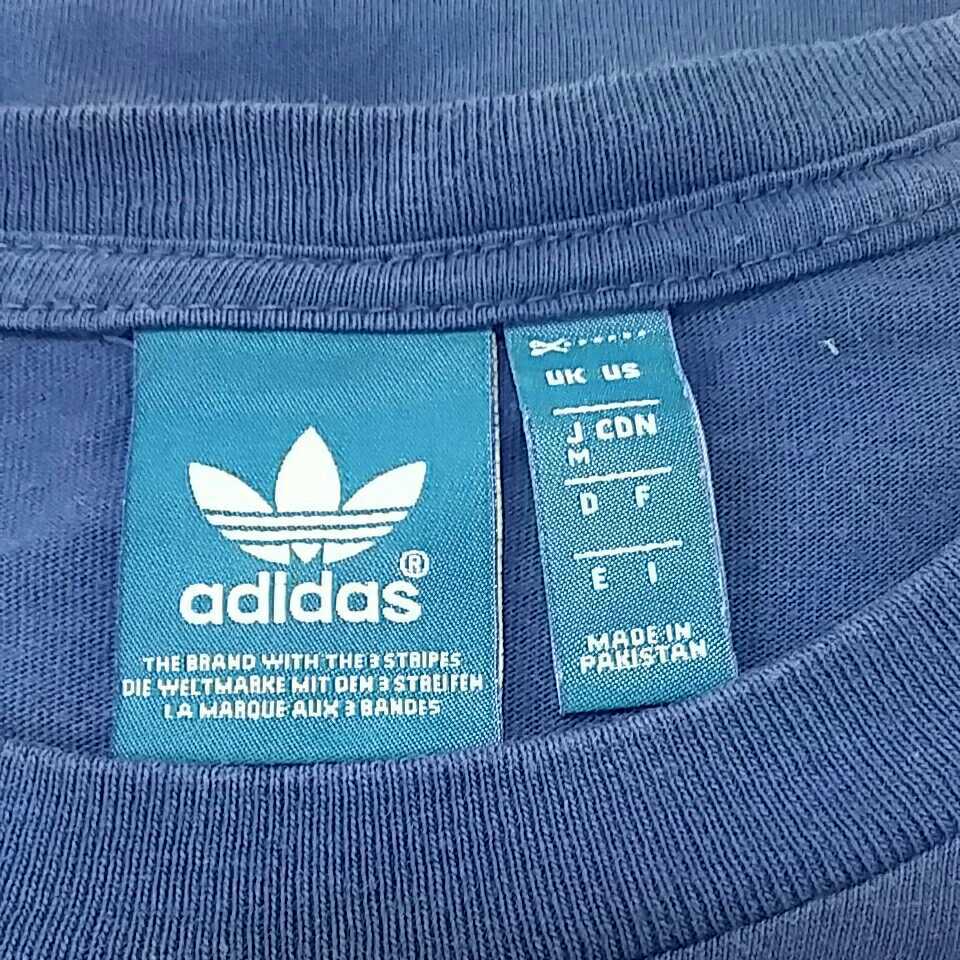 adidas®
THE BRAND WITH THE 3 STRIPES
DIE WELTMARKE MIT DEN 3 STREIFEN
LA MARQUE AUX 3 BANDES
UK US
J CDN
M
D F
E I
MADE IN
PAKISTAN